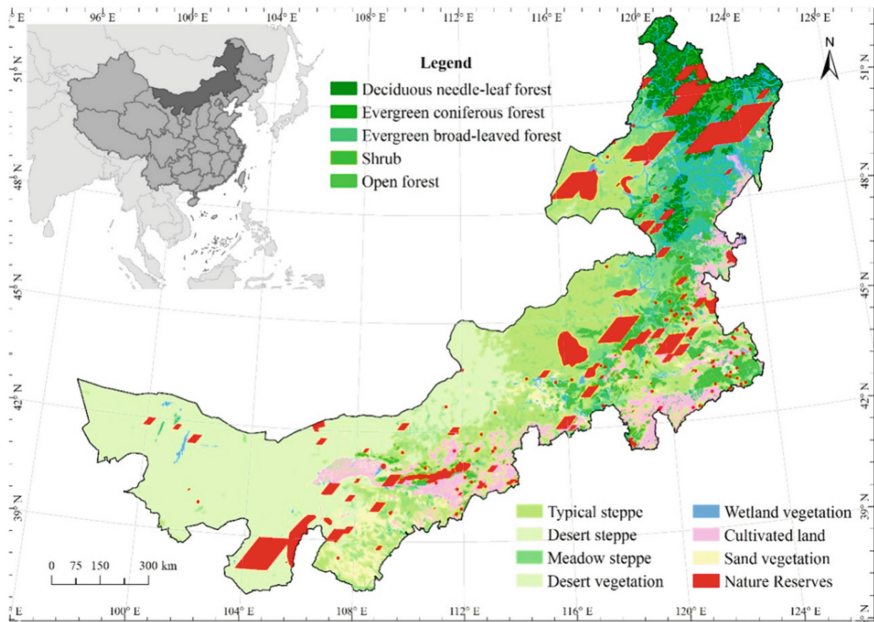 100° E 104° E 108° E 112° E 116° E 120° E 124° E 128° E
Legend
Deciduous needle-leaf forest
Evergreen coniferous forest
Evergreen broad-leaved forest
Shrub
Open forest
N
51° N
48° N
45° N
42° N
39° N
51° N
48° N
45° N
42° N
39° N
Typical steppe
Desert steppe
Meadow steppe
Desert vegetation
Wetland vegetation
Cultivated land
Sand vegetation
Nature Reserves
0 75 150 300 km
100° E 104° E 108° E 112° E 116° E 120° E 124° E